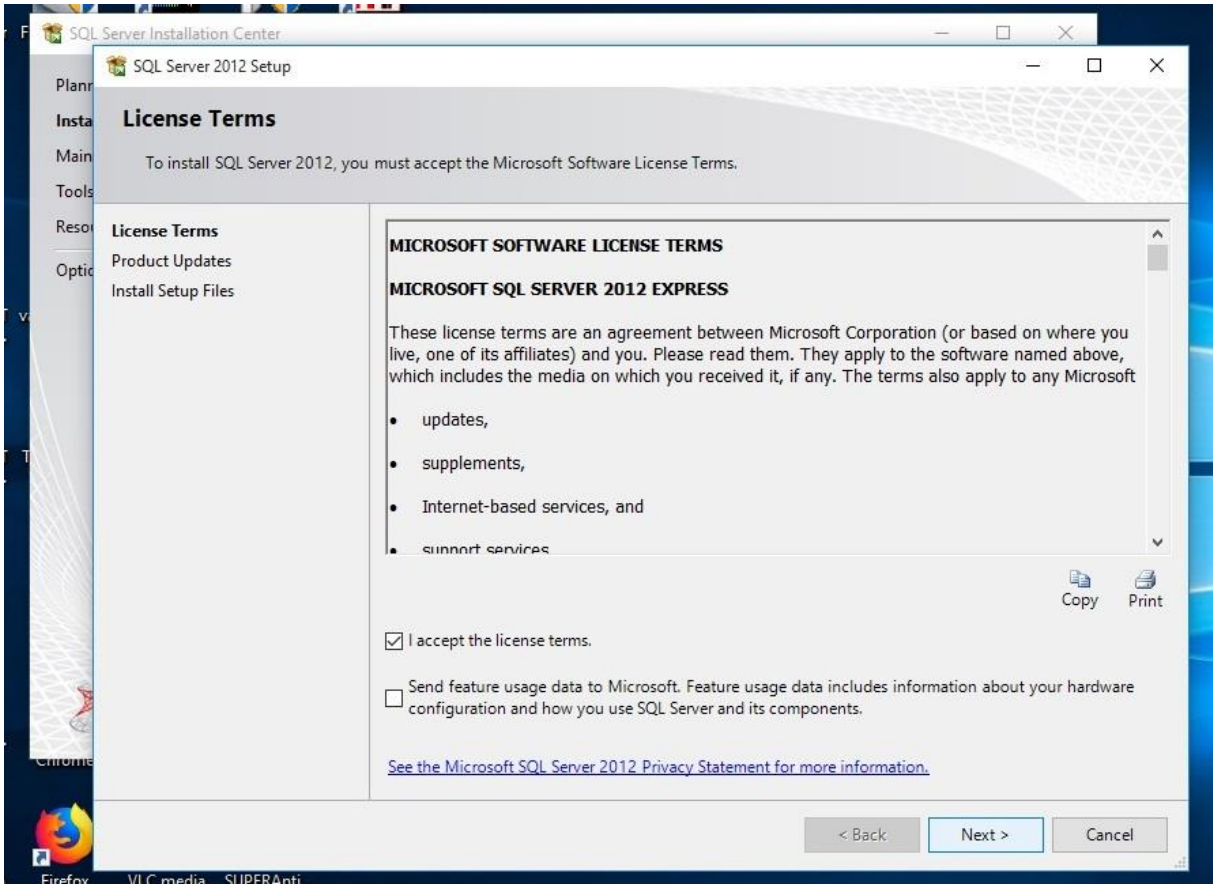 SQL Server Installation Center
SQL Server 2012 Setup
License Terms
To install SQL Server 2012, you must accept the Microsoft Software License Terms.
License Terms
Product Updates
Install Setup Files
MICROSOFT SOFTWARE LICENSE TERMS
MICROSOFT SQL SERVER 2012 EXPRESS
These license terms are an agreement between Microsoft Corporation (or based on where you
live, one of its affiliates) and you. Please read them. They apply to the software named above,
which includes the media on which you received it, if any. The terms also apply to any Microsoft
• updates,
• supplements,
• Internet-based services, and
• support services
Copy Print
I accept the license terms.
Send feature usage data to Microsoft. Feature usage data includes information about your hardware
configuration and how you use SQL Server and its components.
See the Microsoft SQL Server 2012 Privacy Statement for more information.
< Back Next > Cancel
Plann
Insta
Main
Tools
Resou
Optio
Chrome
Firefox VLC media SUPERAnti